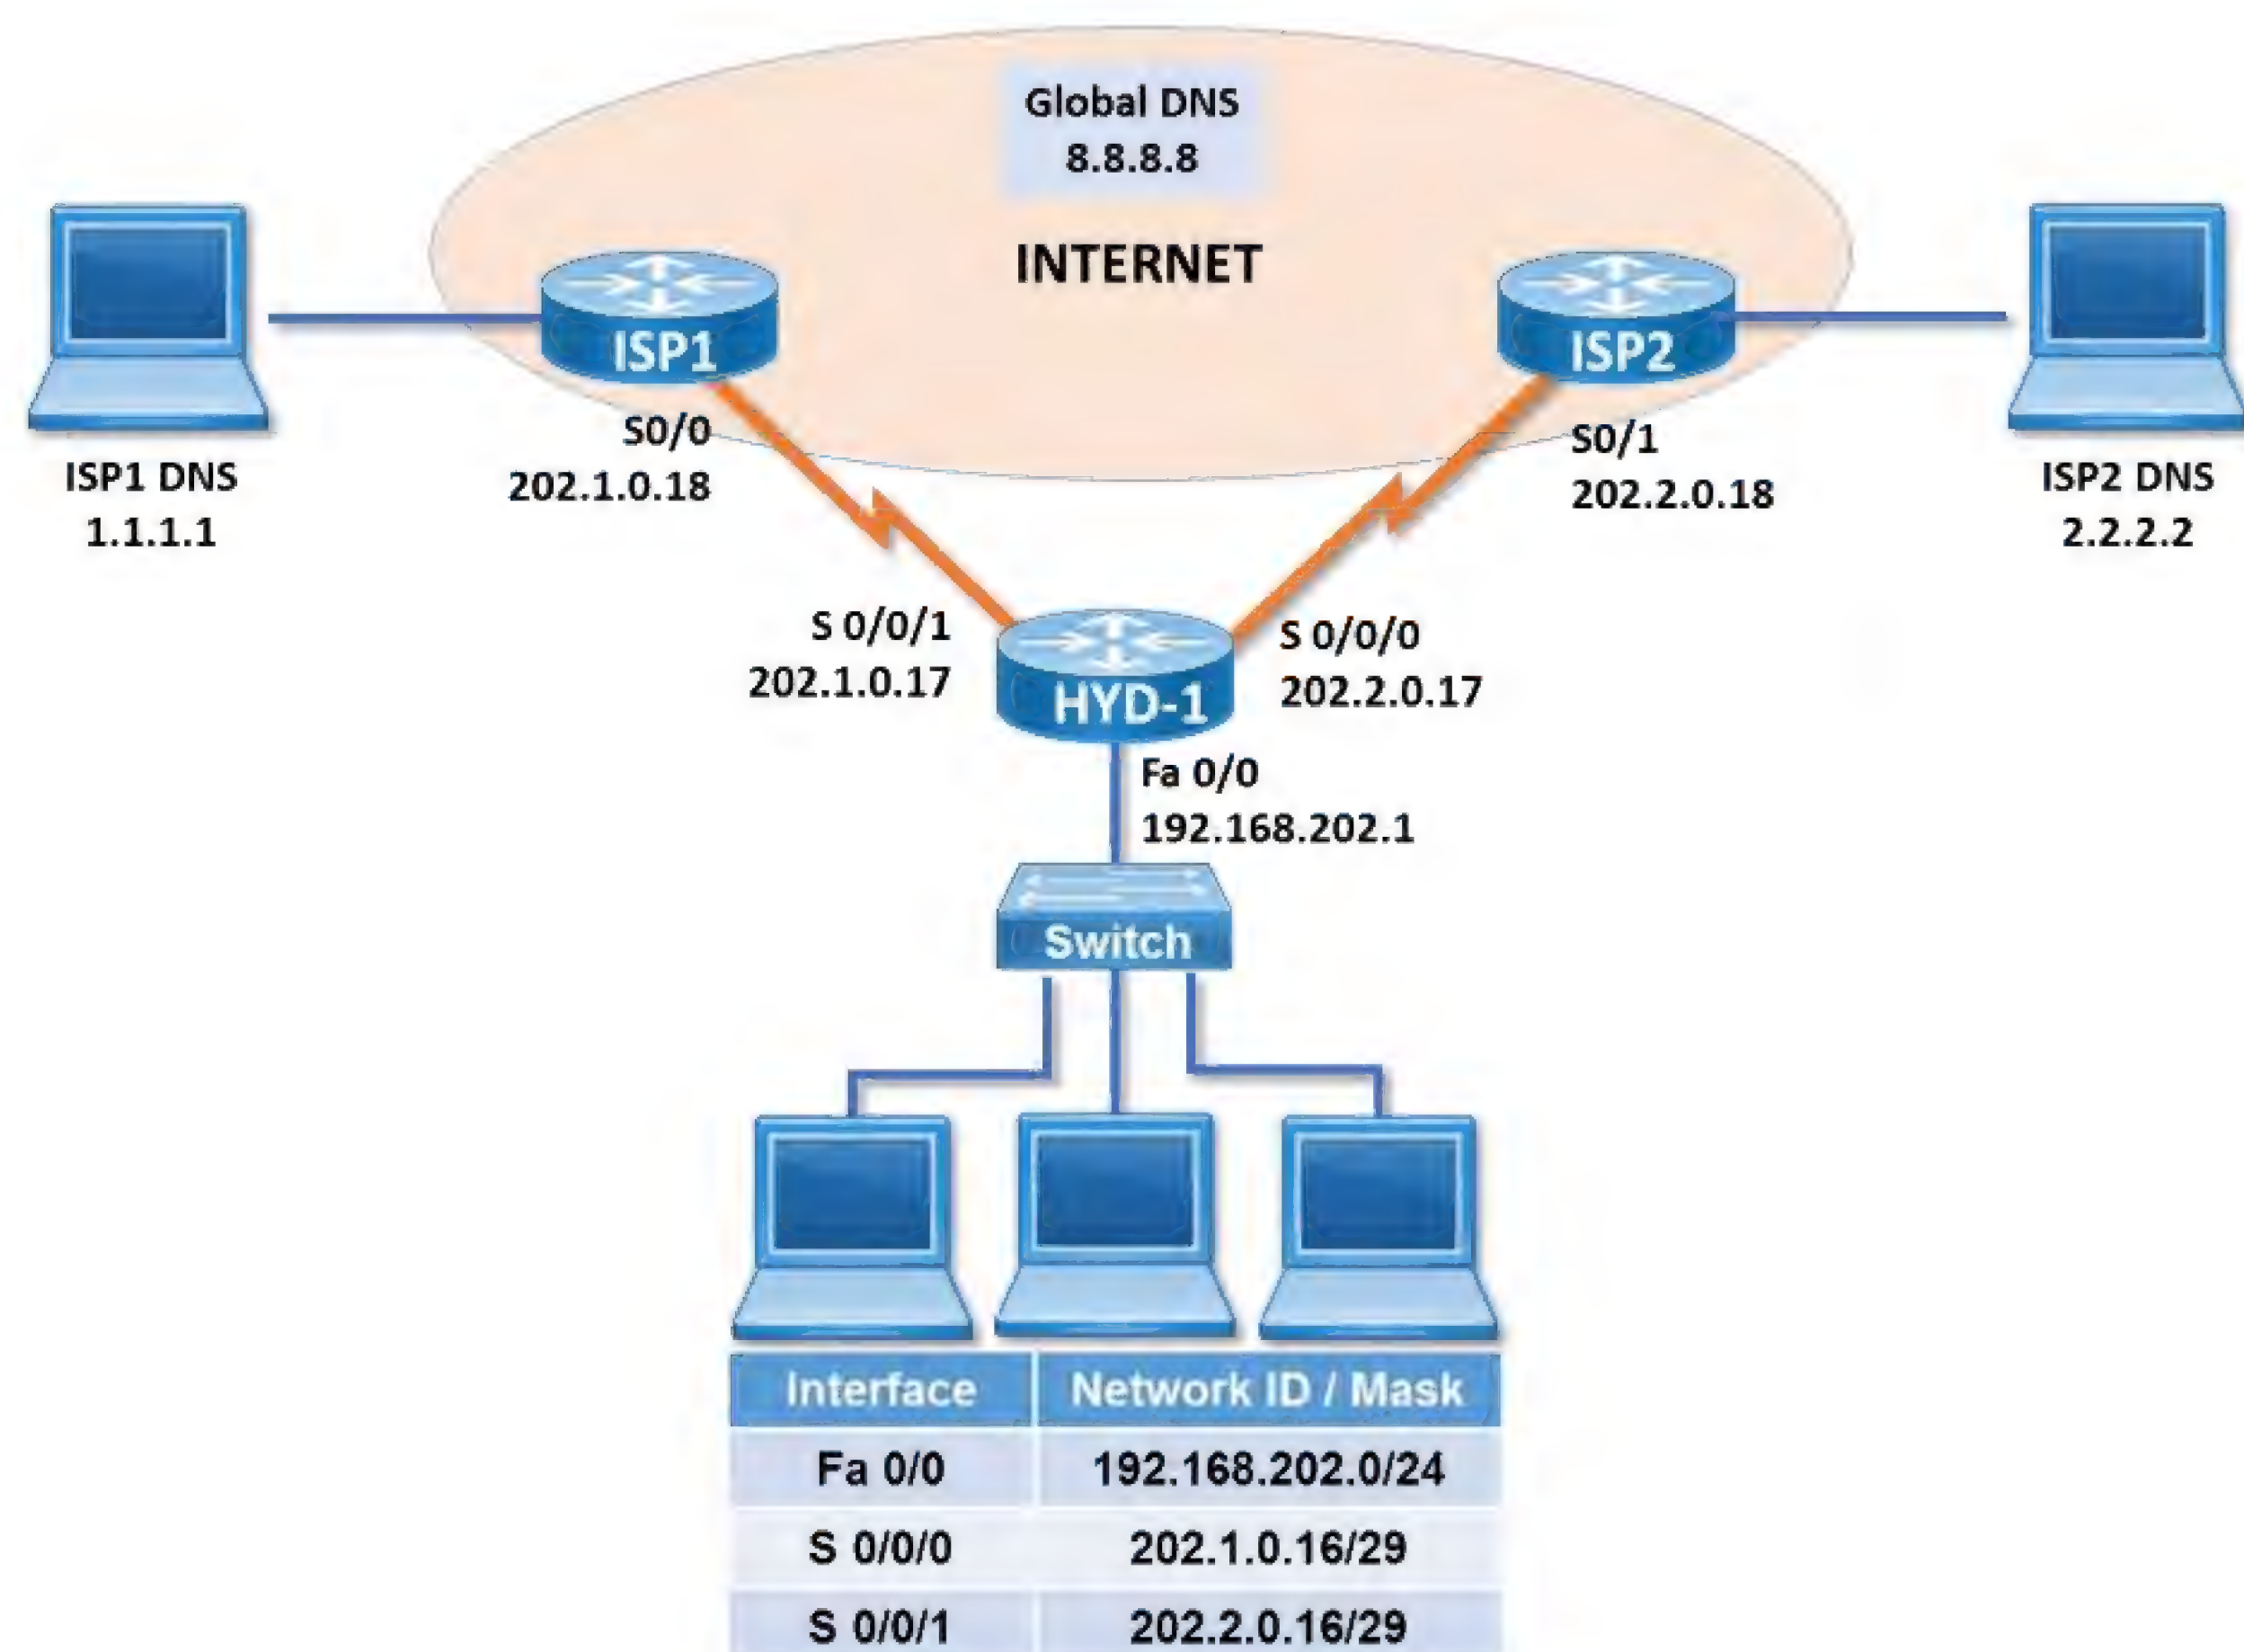 Global DNS
8.8.8.8
INTERNET
ISP1
ISP2
S0/0
202.1.0.18
S0/1
202.2.0.18
ISP1 DNS
1.1.1.1
ISP2 DNS
2.2.2.2
S 0/0/1
202.1.0.17
S 0/0/0
202.2.0.17
HYD-1
Fa 0/0
192.168.202.1
Switch
Interface Network ID / Mask
Fa 0/0 192.168.202.0/24
S 0/0/0 202.1.0.16/29
S 0/0/1 202.2.0.16/29